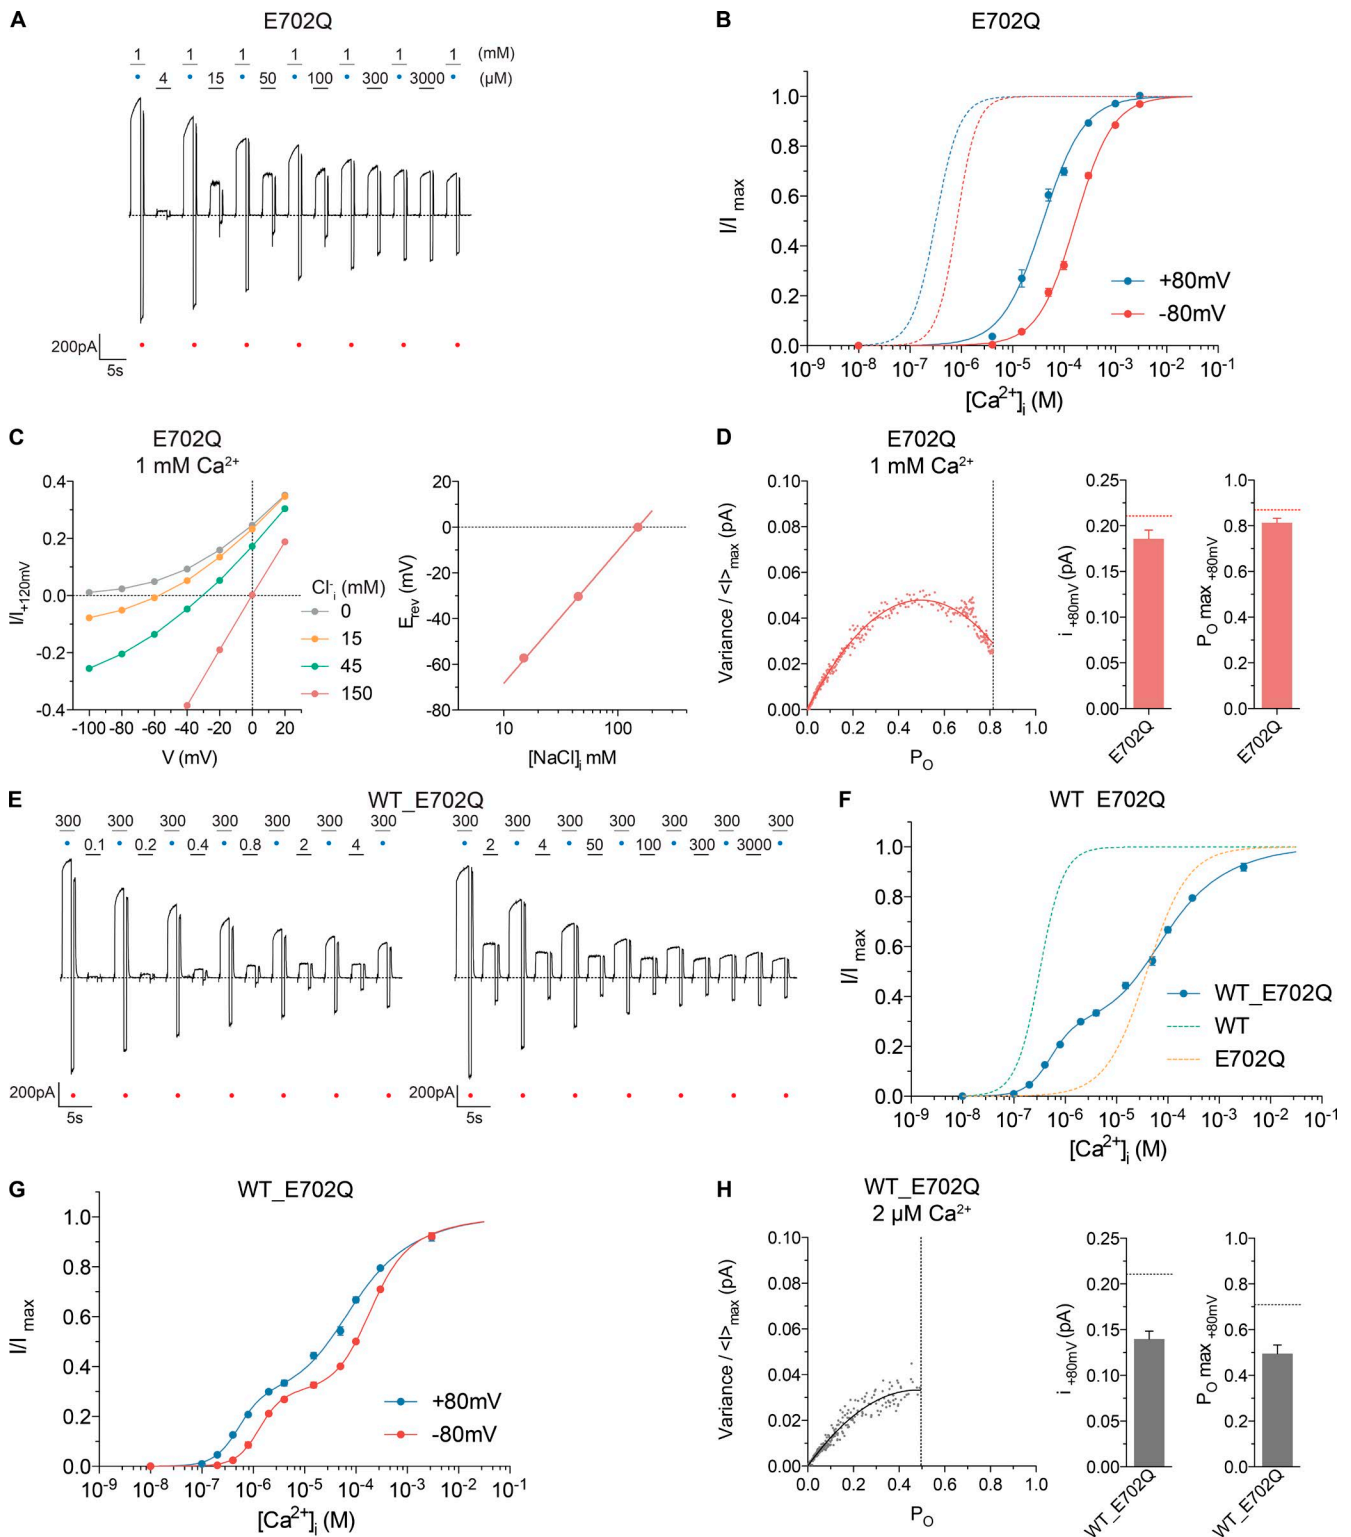 A
E702Q
1 1 1 1 1 1 1 (mM)
4 15 50 100 300 3000 (µM)
200pA
5s
B
E702Q
I/I max
1.0
0.8
0.6
0.4
0.2
0.0
+80mV
-80mV
10-9 10-8 10-7 10-6 10-5 10-4 10-3 10-2 10-1
[Ca2+]i (M)
C
E702Q
1 mM Ca2+
I/I+120mV
0.4
0.2
0.0
-0.2
-0.4
Cl-i (mM)
0
15
45
150
-100 -80 -60 -40 -20 0 20
V (mV)
Erev (mV)
20
0
-20
-40
-60
-80
10 100
[NaCl]i mM
D
E702Q
1 mM Ca2+
Variance / <I>max (pA)
0.10
0.08
0.06
0.04
0.02
0.00
0.0 0.2 0.4 0.6 0.8 1.0
PO
i +80mV (pA)
0.25
0.20
0.15
0.10
0.05
0.00
E702Q
PO max +80mV
1.0
0.8
0.6
0.4
0.2
0.0
E702Q
E
WT_E702Q
300 300 300 300 300 300 300
0.1 0.2 0.4 0.8 2 4
200pA
5s
300 300 300 300 300 300 300
2 4 50 100 300 3000
200pA
5s
F
WT E702Q
I/I max
1.0
0.8
0.6
0.4
0.2
0.0
WT_E702Q
WT
E702Q
10-9 10-8 10-7 10-6 10-5 10-4 10-3 10-2 10-1
[Ca2+]i (M)
G
WT_E702Q
I/I max
1.0
0.8
0.6
0.4
0.2
0.0
+80mV
-80mV
10-9 10-8 10-7 10-6 10-5 10-4 10-3 10-2 10-1
[Ca2+]i (M)
H
WT_E702Q
2 µM Ca2+
Variance / <I>max (pA)
0.10
0.08
0.06
0.04
0.02
0.00
0.0 0.2 0.4 0.6 0.8 1.0
PO
i +80mV (pA)
0.25
0.20
0.15
0.10
0.05
0.00
WT_E702Q
PO max +80mV
1.0
0.8
0.6
0.4
0.2
0.0
WT_E702Q